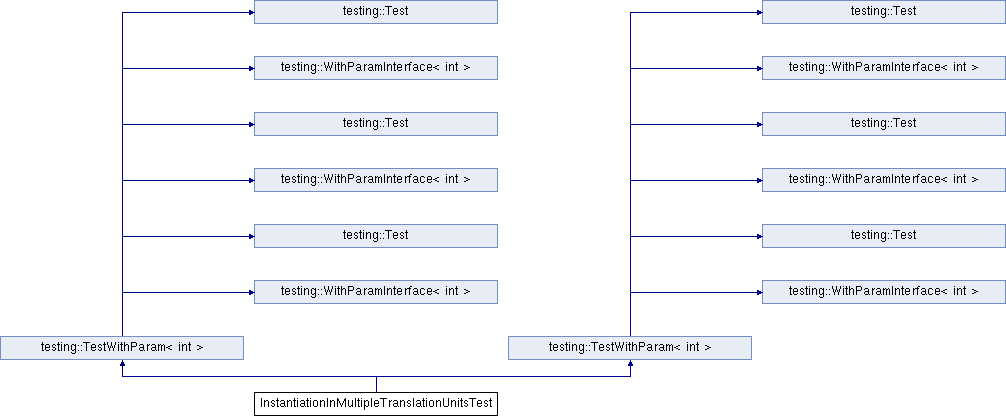 testing::Test
testing::Test
testing::WithParamInterface< int >
testing::WithParamInterface< int >
testing::Test
testing::Test
testing::WithParamInterface< int >
testing::WithParamInterface< int >
testing::Test
testing::Test
testing::WithParamInterface< int >
testing::WithParamInterface< int >
testing::TestWithParam< int >
testing::TestWithParam< int >
InstantiationInMultipleTranslationUnitsTest